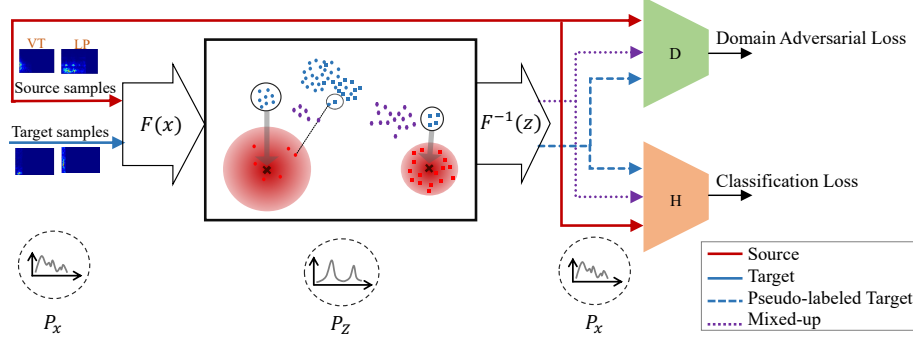 VT LP
Source samples
Target samples
F(x)
F⁻¹(z)
D
Domain Adversarial Loss
H
Classification Loss
Pₓ
P_Z
Pₓ
Source
Target
Pseudo-labeled Target
Mixed-up